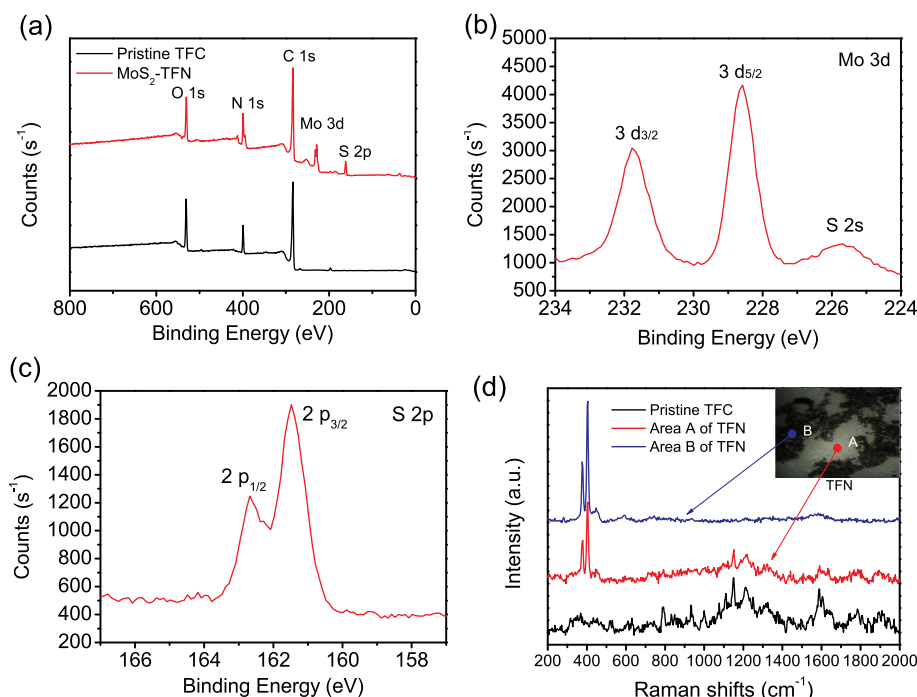 (a)
Pristine TFC
MoS₂-TFN
O 1s
N 1s
C 1s
Mo 3d
S 2p
Counts (s⁻¹)
800 600 400 200 0
Binding Energy (eV)
(b)
Mo 3d
3 d₅/₂
3 d₃/₂
S 2s
5000
4500
4000
3500
3000
2500
2000
1500
1000
500
Counts (s⁻¹)
234 232 230 228 226 224
Binding Energy (eV)
(c)
S 2p
2 p₃/₂
2 p₁/₂
2000
1800
1600
1400
1200
1000
800
600
400
200
Counts (s⁻¹)
166 164 162 160 158
Binding Energy (eV)
(d)
Pristine TFC
Area A of TFN
Area B of TFN
B
A
TFN
Intensity (a.u.)
200 400 600 800 1000 1200 1400 1600 1800 2000
Raman shifts (cm⁻¹)